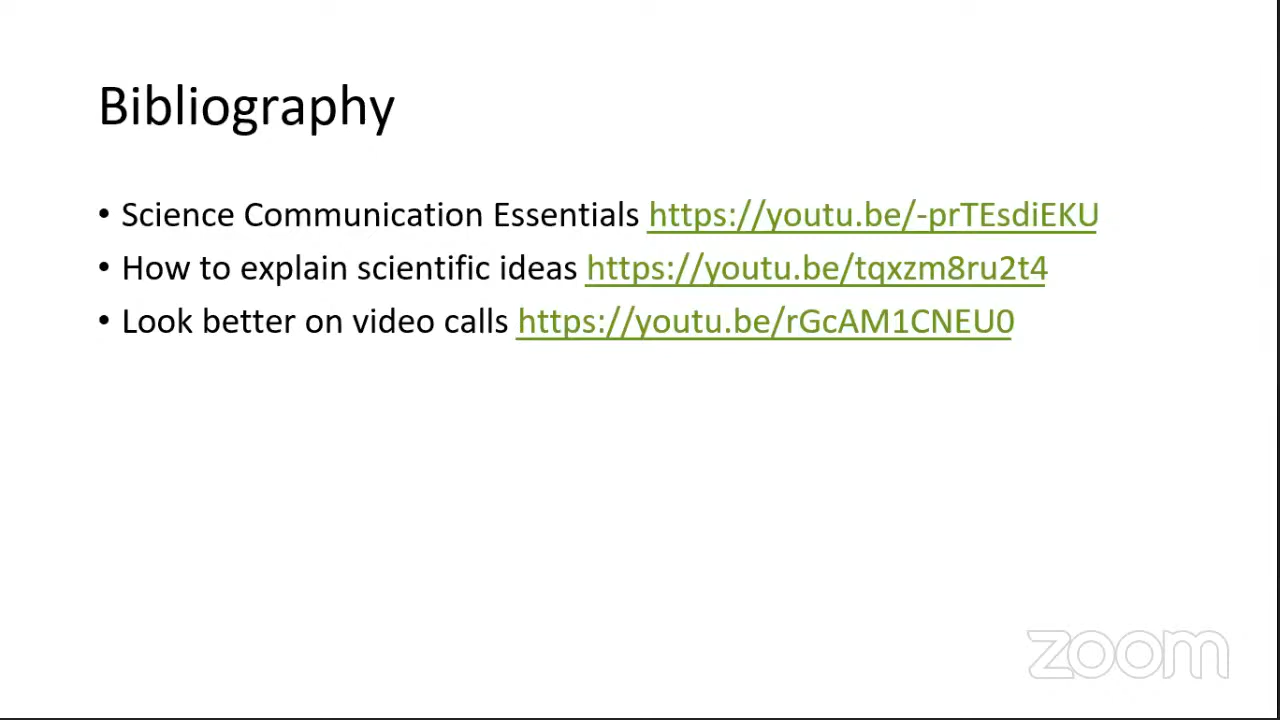 Bibliography
• Science Communication Essentials https://youtu.be/-prTEsdiEKU
• How to explain scientific ideas https://youtu.be/tqxzm8ru2t4
• Look better on video calls https://youtu.be/rGcAM1CNEU0
zoom